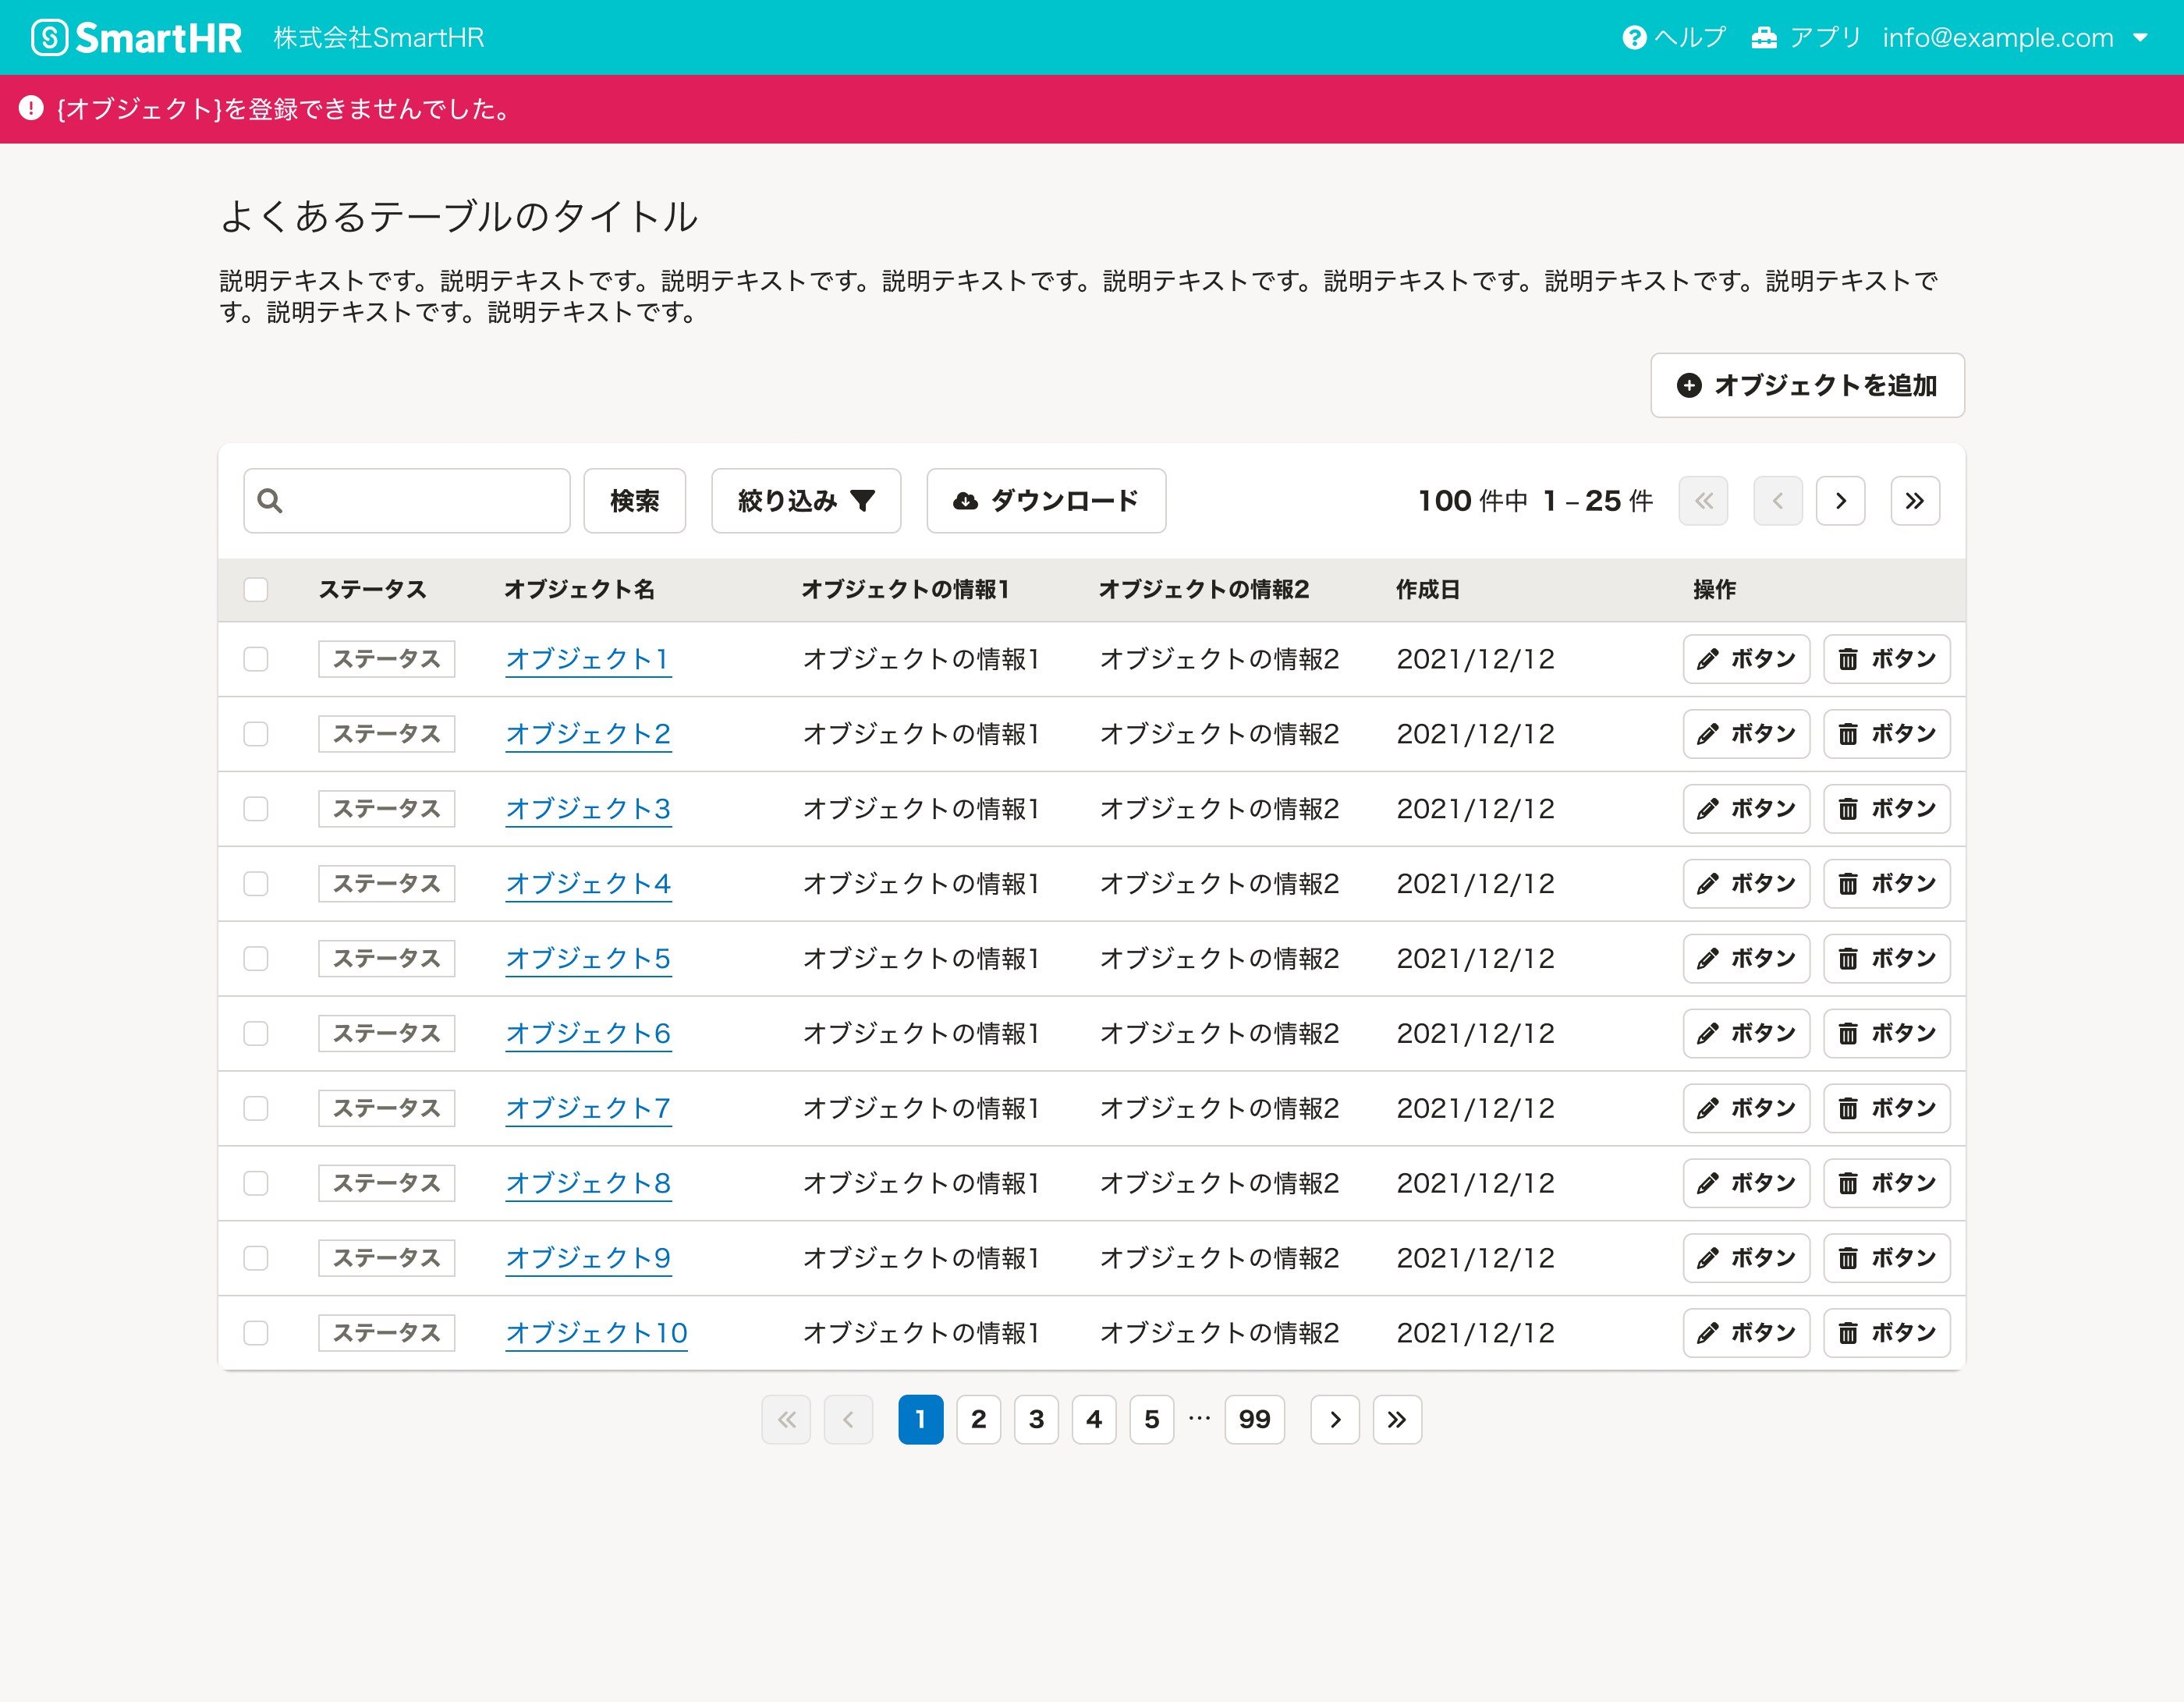 SmartHR 株式会社SmartHR ヘルプ アプリ info@example.com
{オブジェクト}を登録できませんでした。
よくあるテーブルのタイトル
説明テキストです。説明テキストです。説明テキストです。説明テキストです。説明テキストです。説明テキストです。説明テキストです。説明テキストで
す。説明テキストです。説明テキストです。
オブジェクトを追加
検索 絞り込み ダウンロード 100 件中 1 – 25 件
ステータス オブジェクト名 オブジェクトの情報1 オブジェクトの情報2 作成日 操作
ステータス オブジェクト1 オブジェクトの情報1 オブジェクトの情報2 2021/12/12 ボタン ボタン
ステータス オブジェクト2 オブジェクトの情報1 オブジェクトの情報2 2021/12/12 ボタン ボタン
ステータス オブジェクト3 オブジェクトの情報1 オブジェクトの情報2 2021/12/12 ボタン ボタン
ステータス オブジェクト4 オブジェクトの情報1 オブジェクトの情報2 2021/12/12 ボタン ボタン
ステータス オブジェクト5 オブジェクトの情報1 オブジェクトの情報2 2021/12/12 ボタン ボタン
ステータス オブジェクト6 オブジェクトの情報1 オブジェクトの情報2 2021/12/12 ボタン ボタン
ステータス オブジェクト7 オブジェクトの情報1 オブジェクトの情報2 2021/12/12 ボタン ボタン
ステータス オブジェクト8 オブジェクトの情報1 オブジェクトの情報2 2021/12/12 ボタン ボタン
ステータス オブジェクト9 オブジェクトの情報1 オブジェクトの情報2 2021/12/12 ボタン ボタン
ステータス オブジェクト10 オブジェクトの情報1 オブジェクトの情報2 2021/12/12 ボタン ボタン
1 2 3 4 5 … 99